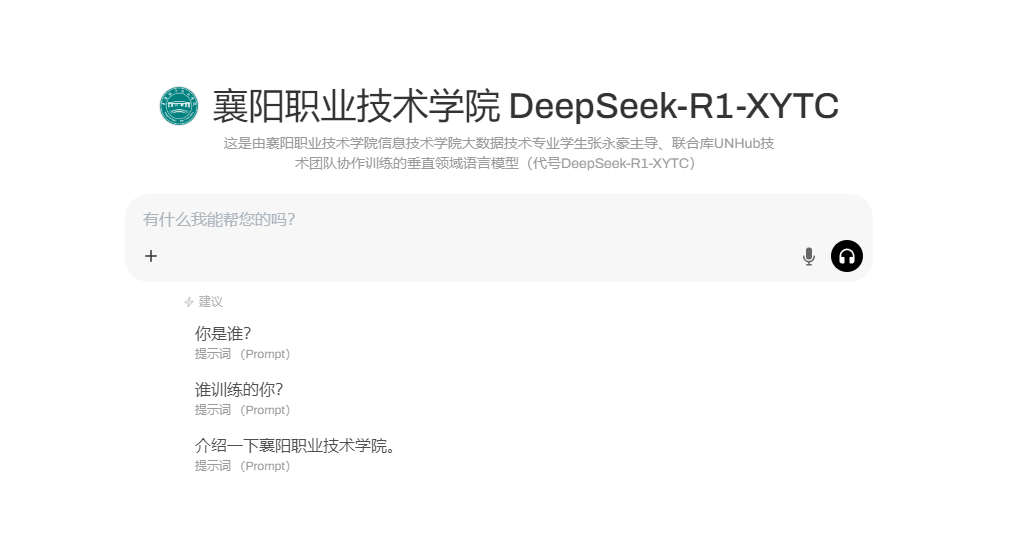 襄阳职业技术学院 DeepSeek-R1-XYTC
这是由襄阳职业技术学院信息技术学院大数据技术专业学生张永豪主导、联合库UNHub技
术团队协作训练的垂直领域语言模型（代号DeepSeek-R1-XYTC）
有什么我能帮您的吗？
建议
你是谁？
提示词 （Prompt）
谁训练的你？
提示词 （Prompt）
介绍一下襄阳职业技术学院。
提示词 （Prompt）